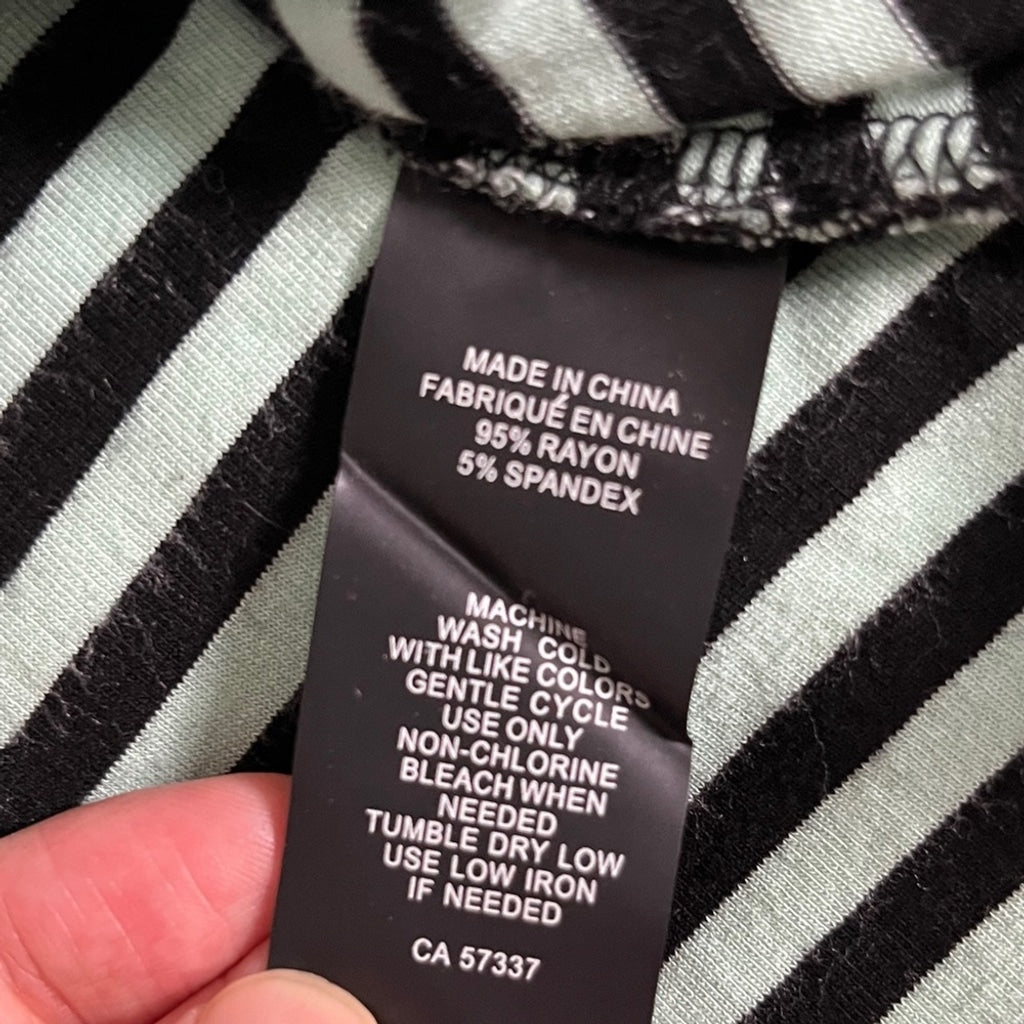 MADE IN CHINA
FABRIQUÉ EN CHINE
95% RAYON
5% SPANDEX
MACHINE
WASH COLD
WITH LIKE COLORS
GENTLE CYCLE
USE ONLY
NON-CHLORINE
BLEACH WHEN
NEEDED
TUMBLE DRY LOW
USE LOW IRON
IF NEEDED
CA 57337